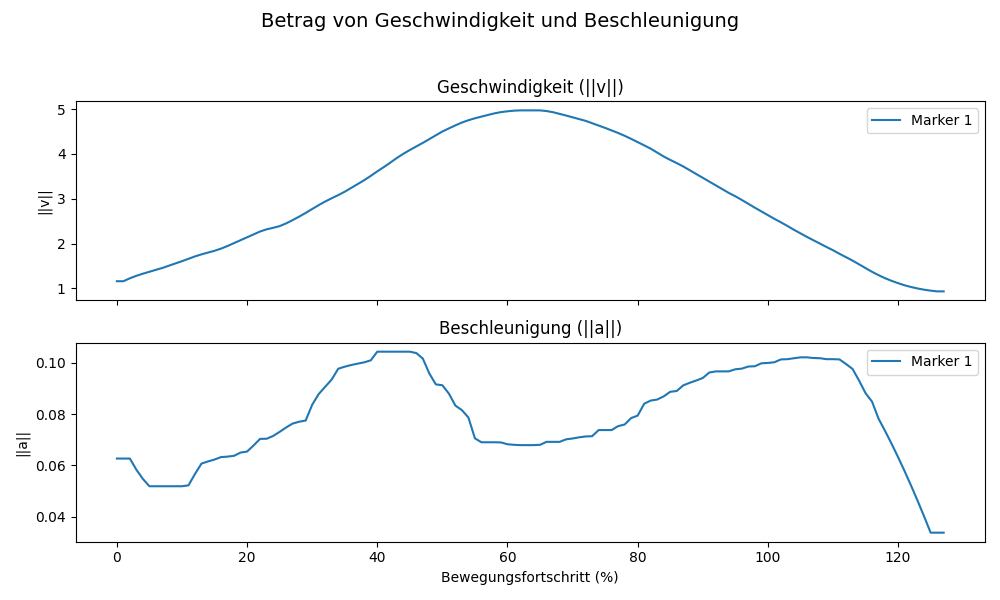 Betrag von Geschwindigkeit und Beschleunigung
Geschwindigkeit (||v||)
Marker 1
5
4
3
2
1
||v||
Beschleunigung (||a||)
Marker 1
0.10
0.08
0.06
0.04
||a||
0 20 40 60 80 100 120
Bewegungsfortschritt (%)